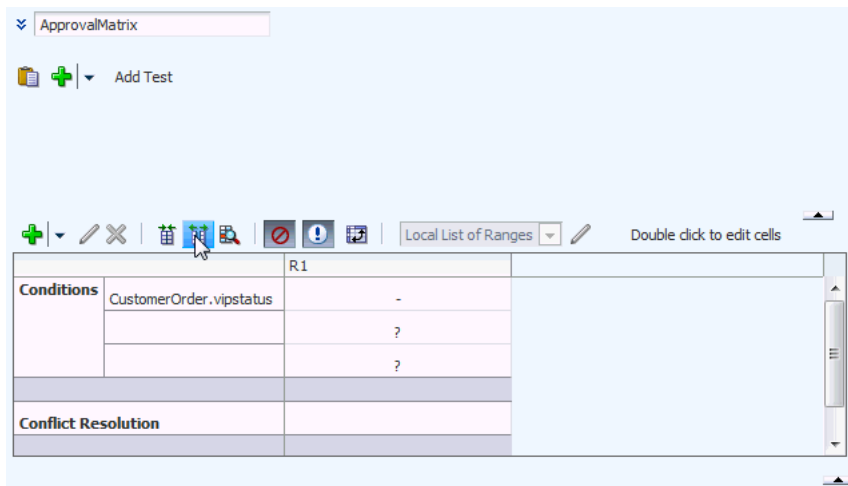 ApprovalMatrix
Add Test
Local List of Ranges Double click to edit cells
R1
Conditions CustomerOrder.vipstatus -
?
?
Conflict Resolution